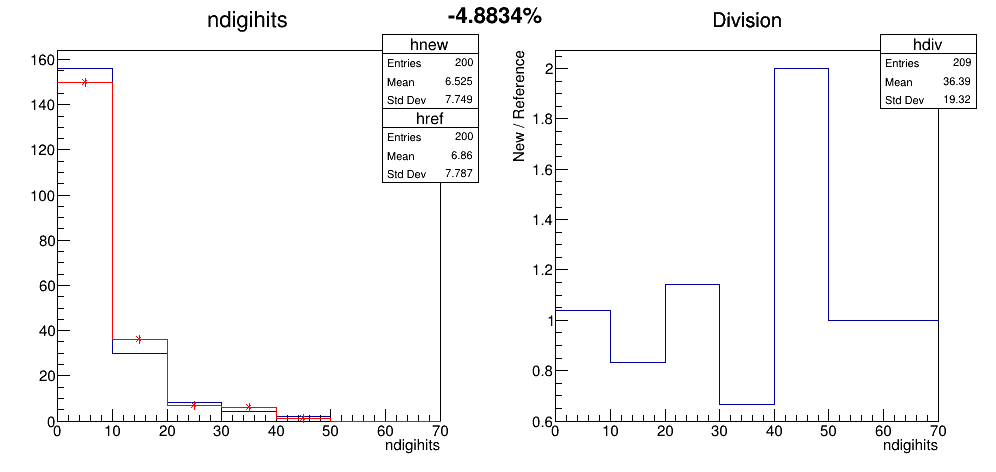 -4.8834%
ndigihits
hnew
Entries 200
Mean 6.525
Std Dev 7.749
href
Entries 200
Mean 6.86
Std Dev 7.787
160
140
120
100
80
60
40
20
0
0 10 20 30 40 50 60 70
ndigihits
Division
hdiv
Entries 209
Mean 36.39
Std Dev 19.32
New / Reference
2
1.8
1.6
1.4
1.2
1
0.8
0.6
0 10 20 30 40 50 60 70
ndigihits